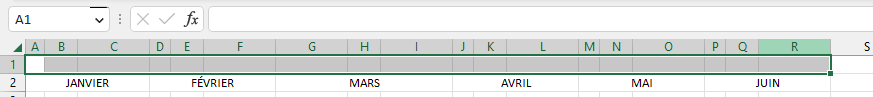 A1 fx
A B C D E F G H I J K L M N O P Q R S
1
2 JANVIER FÉVRIER MARS AVRIL MAI JUIN